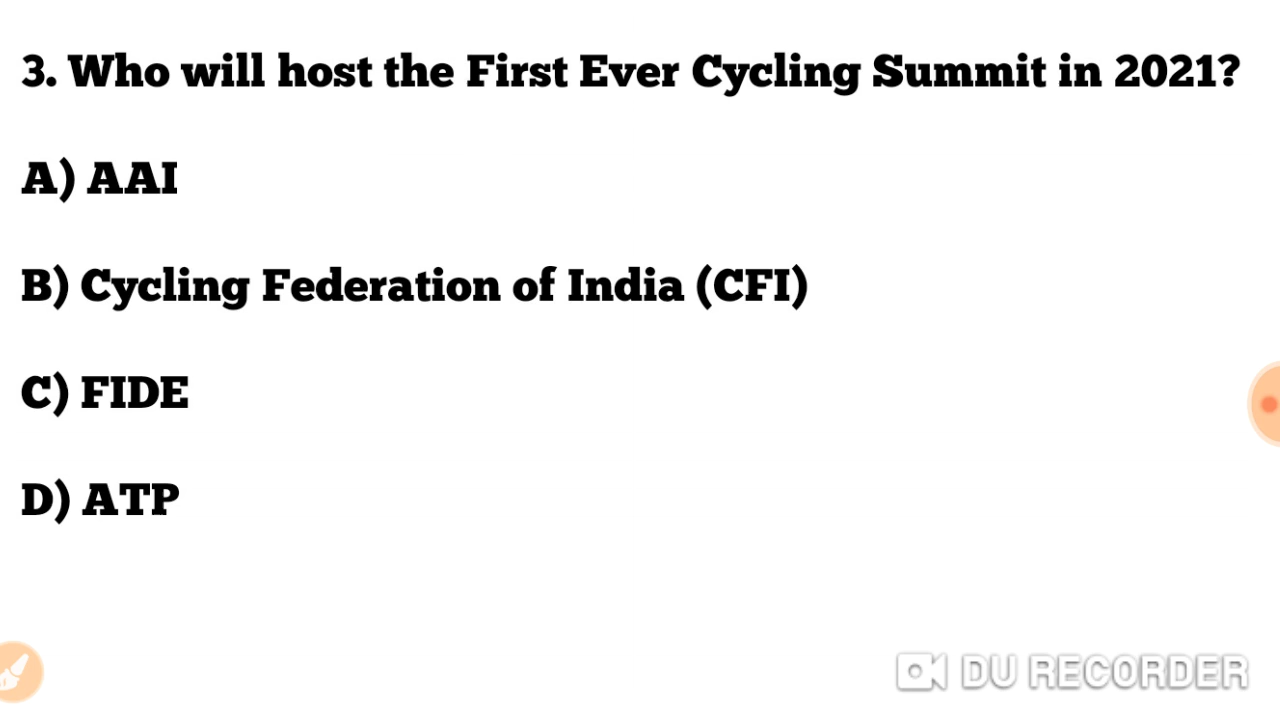 3. Who will host the First Ever Cycling Summit in 2021?
A) AAI
B) Cycling Federation of India (CFI)
C) FIDE
D) ATP
DU RECORDER